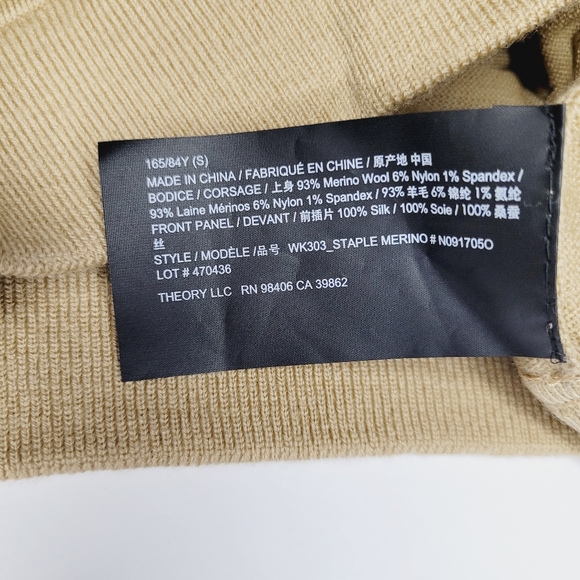 165/84Y (S)
MADE IN CHINA / FABRIQUÉ EN CHINE / 原产地 中国
BODICE / CORSAGE / 上身 93% Merino Wool 6% Nylon 1% Spandex /
93% Laine Mérinos 6% Nylon 1% Spandex / 93% 羊毛 6% 锦纶 1% 氨纶
FRONT PANEL / DEVANT / 前插片 100% Silk / 100% Soie / 100% 桑蚕
丝
STYLE / MODÈLE /品号 WK303_STAPLE MERINO # N091705O
LOT # 470436
THEORY LLC RN 98406 CA 39862